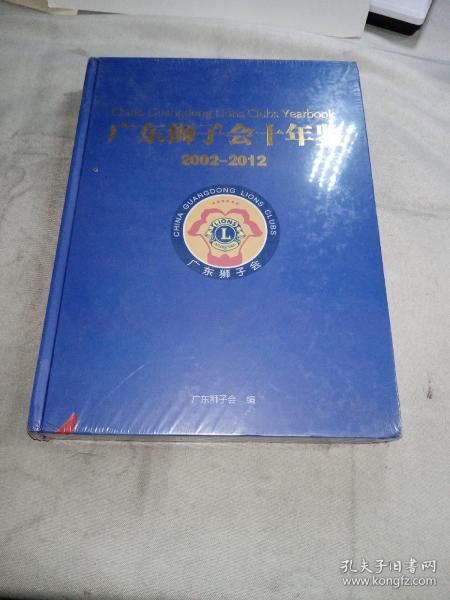 China Guangdong Lions Clubs Yearbook
广东狮子会十年鉴
2002-2012
CHINA GUANGDONG LIONS CLUBS
LIONS
L
广东狮子会
广东狮子会 编
孔夫子旧书网
www.kongfz.com